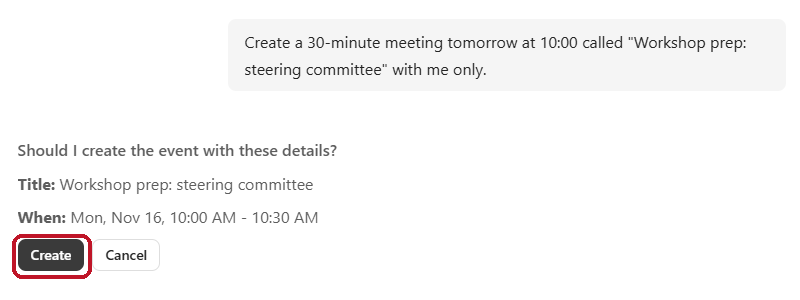 Create a 30-minute meeting tomorrow at 10:00 called "Workshop prep:
steering committee" with me only.
Should I create the event with these details?
Title: Workshop prep: steering committee
When: Mon, Nov 16, 10:00 AM - 10:30 AM
Create Cancel